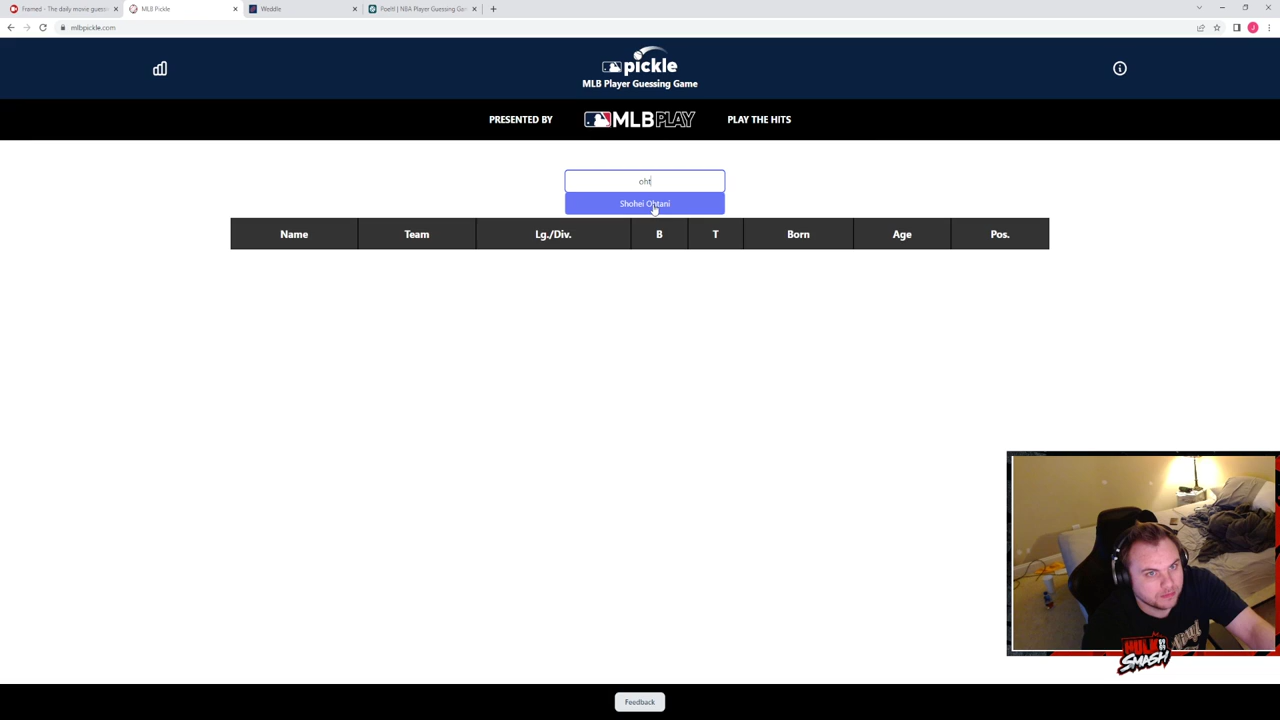 Framed - The daily movie guess
MLB Pickle
Weddle
Poeltl | NBA Player Guessing Gam
mlbpickle.com
J
pickle
MLB Player Guessing Game
PRESENTED BY MLB PLAY PLAY THE HITS
oht
Shohei Ohtani
Name Team Lg./Div. B T Born Age Pos.
HULK
SMASH
Feedback